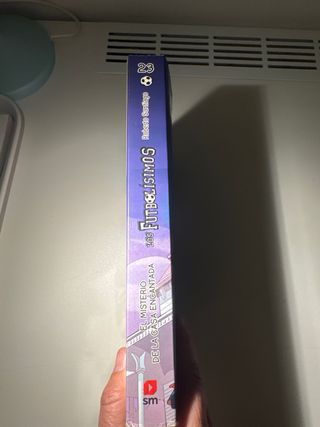 23
Roberto Santiago
LOS FUTBOLÍSIMOS
EL MISTERIO
DE LA CASA ENCANTADA
sm